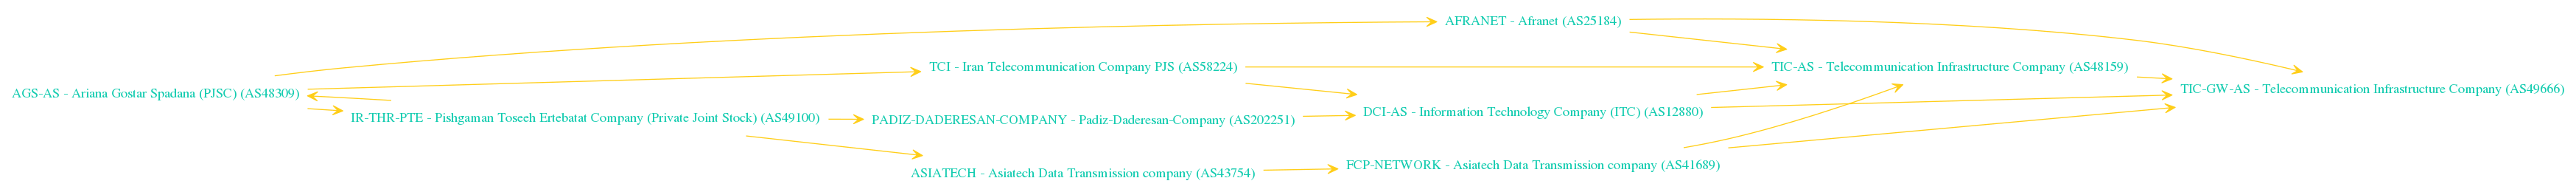 AFRANET - Afranet (AS25184)
TCI - Iran Telecommunication Company PJS (AS58224)
TIC-AS - Telecommunication Infrastructure Company (AS48159)
TIC-GW-AS - Telecommunication Infrastructure Company (AS49666)
AGS-AS - Ariana Gostar Spadana (PJSC) (AS48309)
IR-THR-PTE - Pishgaman Toseeh Ertebatat Company (Private Joint Stock) (AS49100)
PADIZ-DADERESAN-COMPANY - Padiz-Daderesan-Company (AS202251)
DCI-AS - Information Technology Company (ITC) (AS12880)
ASIATECH - Asiatech Data Transmission company (AS43754)
FCP-NETWORK - Asiatech Data Transmission company (AS41689)